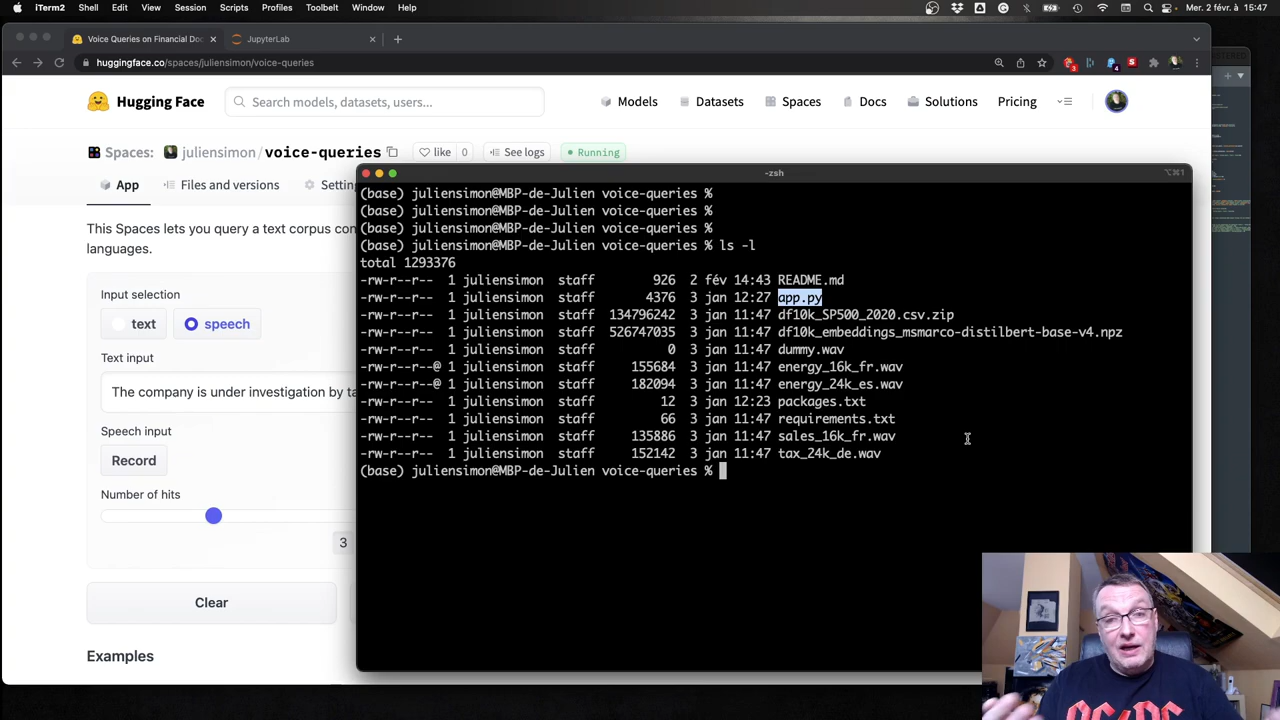 iTerm2 Shell Edit View Session Scripts Profiles Toolbelt Window Help Mer. 2 févr. à 15:47
Voice Queries on Financial Doc JupyterLab
huggingface.co/spaces/juliensimon/voice-queries
Hugging Face Search models, datasets, users... Models Datasets Spaces Docs Solutions Pricing
Spaces: juliensimon/voice-queries like 0 See logs Running
-zsh ⌥⌘1
App Files and versions Settin
(base) juliensimon@MBP-de-Julien voice-queries %
(base) juliensimon@MBP-de-Julien voice-queries %
(base) juliensimon@MBP-de-Julien voice-queries %
(base) juliensimon@MBP-de-Julien voice-queries % ls -l
total 1293376
-rw-r--r-- 1 juliensimon staff 926 2 fév 14:43 README.md
-rw-r--r-- 1 juliensimon staff 4376 3 jan 12:27 app.py
-rw-r--r-- 1 juliensimon staff 134796242 3 jan 11:47 df10k_SP500_2020.csv.zip
-rw-r--r-- 1 juliensimon staff 526747035 3 jan 11:47 df10k_embeddings_msmarco-distilbert-base-v4.npz
-rw-r--r-- 1 juliensimon staff 0 3 jan 11:47 dummy.wav
-rw-r--r--@ 1 juliensimon staff 155684 3 jan 11:47 energy_16k_fr.wav
-rw-r--r--@ 1 juliensimon staff 182094 3 jan 11:47 energy_24k_es.wav
-rw-r--r-- 1 juliensimon staff 12 3 jan 12:23 packages.txt
-rw-r--r-- 1 juliensimon staff 66 3 jan 11:47 requirements.txt
-rw-r--r-- 1 juliensimon staff 135886 3 jan 11:47 sales_16k_fr.wav
-rw-r--r-- 1 juliensimon staff 152142 3 jan 11:47 tax_24k_de.wav
(base) juliensimon@MBP-de-Julien voice-queries %
This Spaces lets you query a text corpus con
languages.
Input selection
text speech
Text input
The company is under investigation by ta
Speech input
Record
Number of hits
3
Clear
Examples